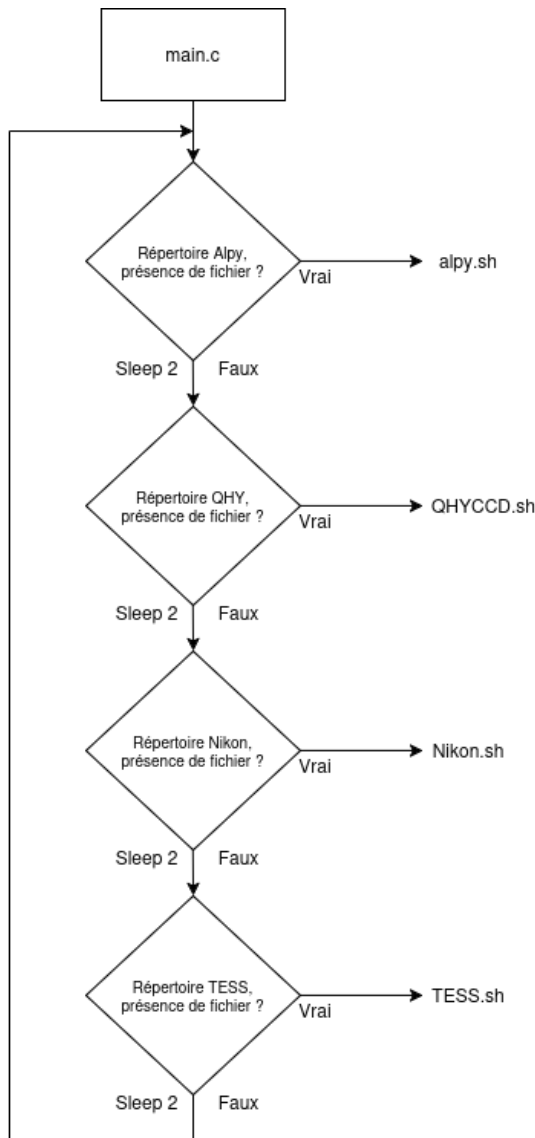 main.c
Répertoire Alpy,
présence de fichier ?
Vrai
alpy.sh
Sleep 2
Faux
Répertoire QHY,
présence de fichier ?
Vrai
QHYCCD.sh
Sleep 2
Faux
Répertoire Nikon,
présence de fichier ?
Vrai
Nikon.sh
Sleep 2
Faux
Répertoire TESS,
présence de fichier ?
Vrai
TESS.sh
Sleep 2
Faux